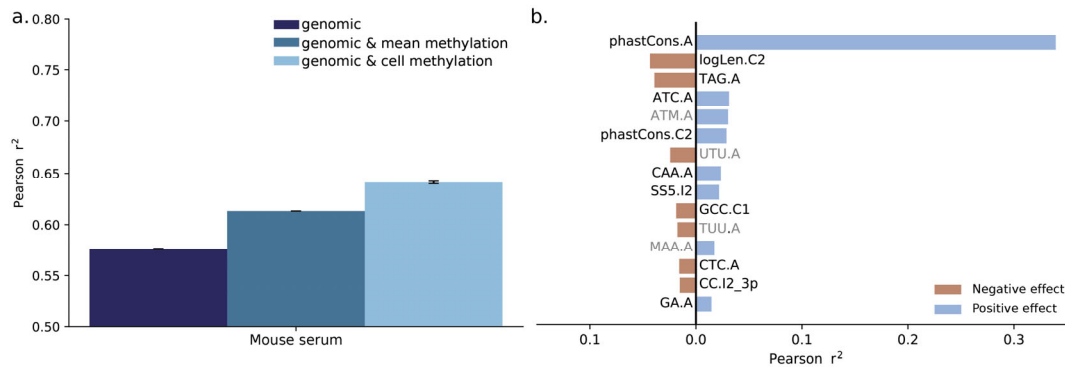 a.
0.80
0.75
0.70
0.65
0.60
0.55
0.50
Pearson r²
genomic
genomic & mean methylation
genomic & cell methylation
Mouse serum
b.
phastCons.A
logLen.C2
TAG.A
ATC.A
ATM.A
phastCons.C2
UTU.A
CAA.A
SS5.I2
GCC.C1
TUU.A
MAA.A
CTC.A
CC.I2_3p
GA.A
Negative effect
Positive effect
0.1 0.0 0.1 0.2 0.3
Pearson r²